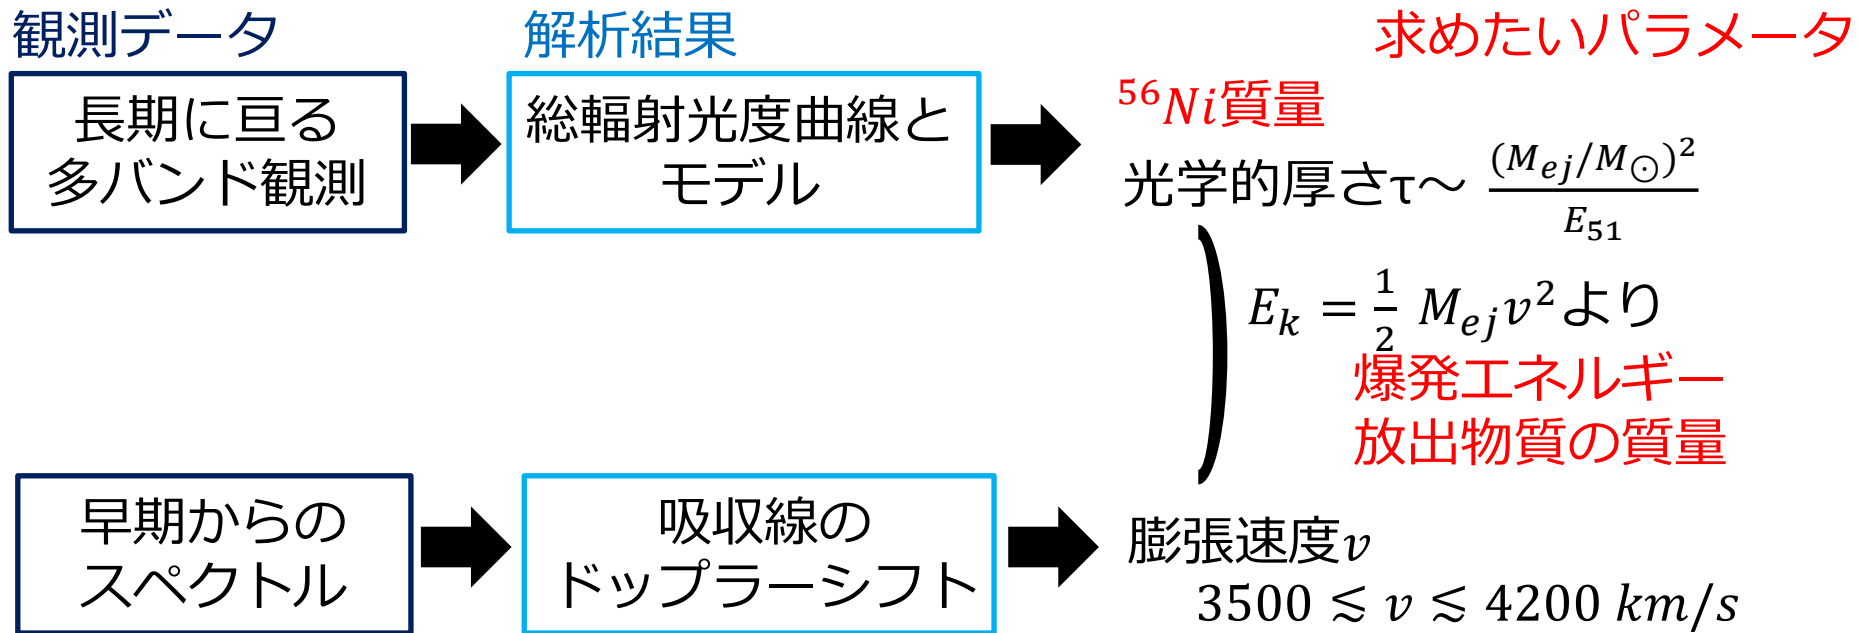 観測データ
解析結果
求めたいパラメータ
長期に亘る
多バンド観測
総輻射光度曲線と
モデル
⁵⁶Ni質量
光学的厚さτ～ (M_ej/M_⊙)² / E_51
E_k = 1/2 M_ej v² より
爆発エネルギー
放出物質の質量
早期からの
スペクトル
吸収線の
ドップラーシフト
膨張速度v
3500 ≲ v ≲ 4200 km/s